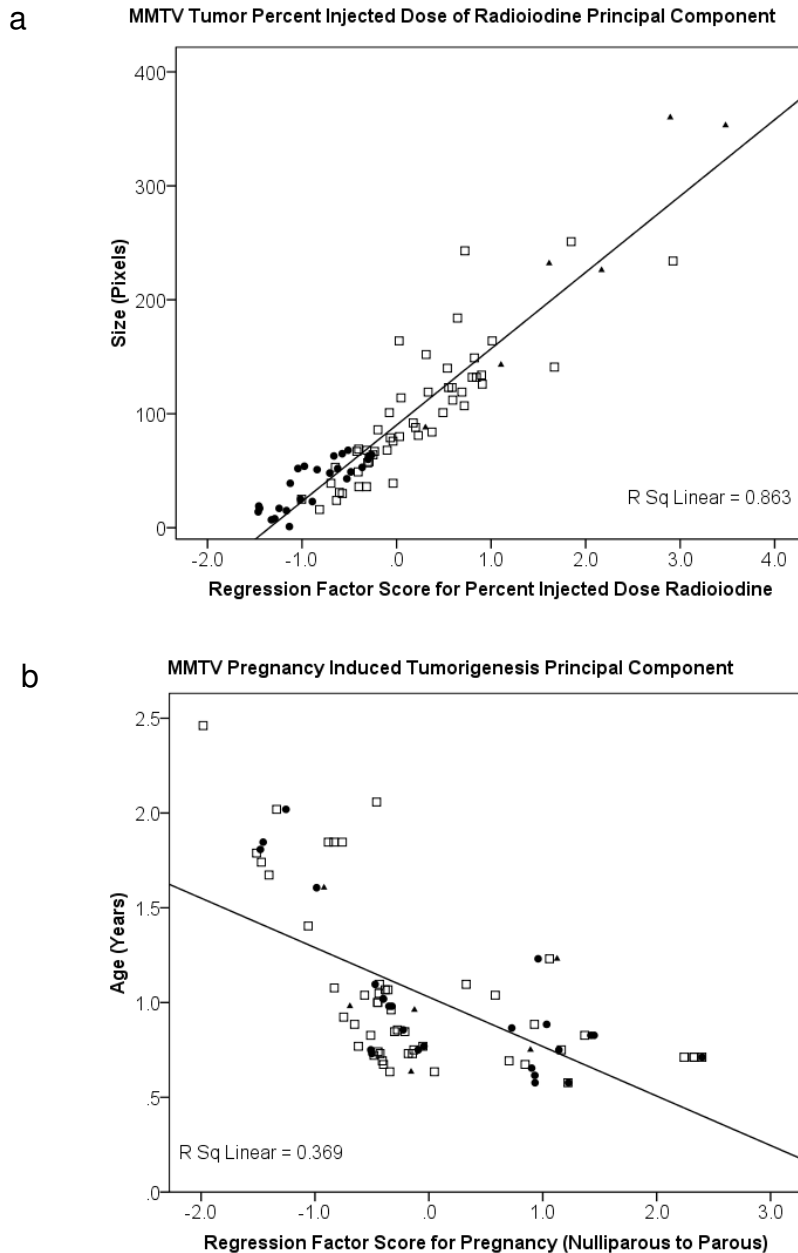 a
MMTV Tumor Percent Injected Dose of Radioiodine Principal Component
400
300
200
100
0
Size (Pixels)
R Sq Linear = 0.863
-2.0 -1.0 .0 1.0 2.0 3.0 4.0
Regression Factor Score for Percent Injected Dose Radioiodine
b
MMTV Pregnancy Induced Tumorigenesis Principal Component
2.5
2.0
1.5
1.0
.5
.0
Age (Years)
R Sq Linear = 0.369
-2.0 -1.0 .0 1.0 2.0 3.0
Regression Factor Score for Pregnancy (Nulliparous to Parous)